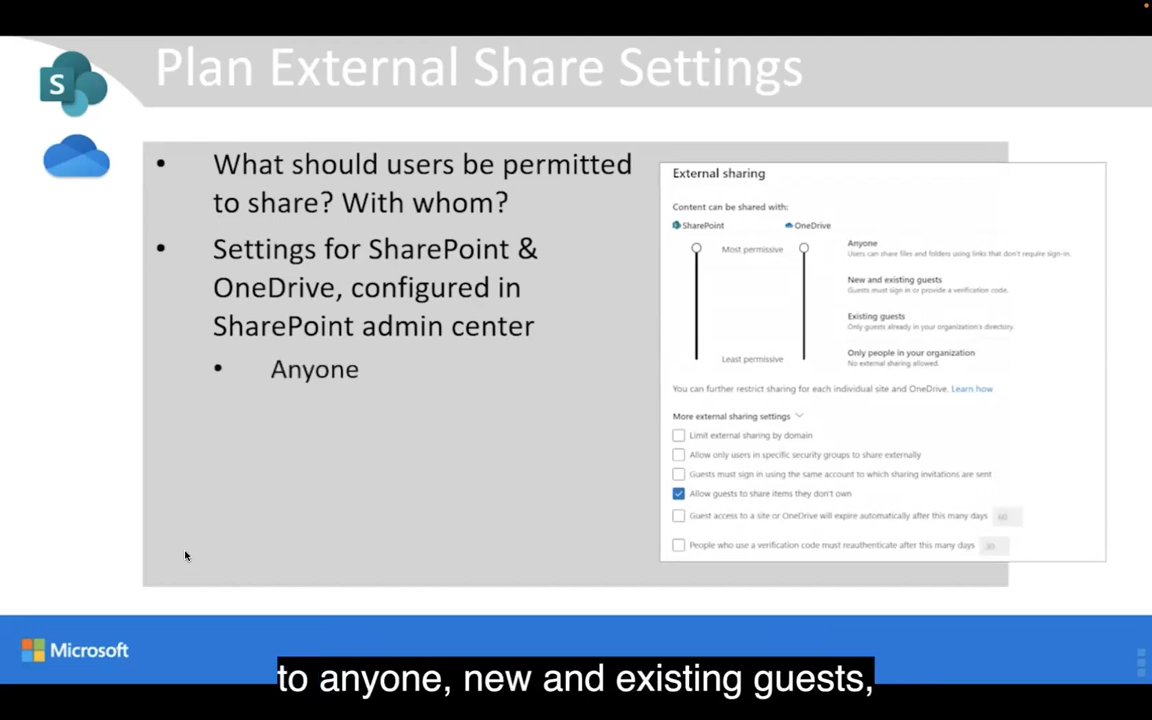 Plan External Share Settings
S
• What should users be permitted
to share? With whom?
• Settings for SharePoint &
OneDrive, configured in
SharePoint admin center
• Anyone
External sharing
Content can be shared with:
SharePoint OneDrive
Most permissive
Least permissive
Anyone
Users can share files and folders using links that don't require sign-in.
New and existing guests
Guests must sign in or provide a verification code.
Existing guests
Only guests already in your organization's directory.
Only people in your organization
No external sharing allowed.
You can further restrict sharing for each individual site and OneDrive. Learn how
More external sharing settings
Limit external sharing by domain
Allow only users in specific security groups to share externally
Guests must sign in using the same account to which sharing invitations are sent
Allow guests to share items they don't own
Guest access to a site or OneDrive will expire automatically after this many days 60
People who use a verification code must reauthenticate after this many days 30
Microsoft
to anyone, new and existing guests,